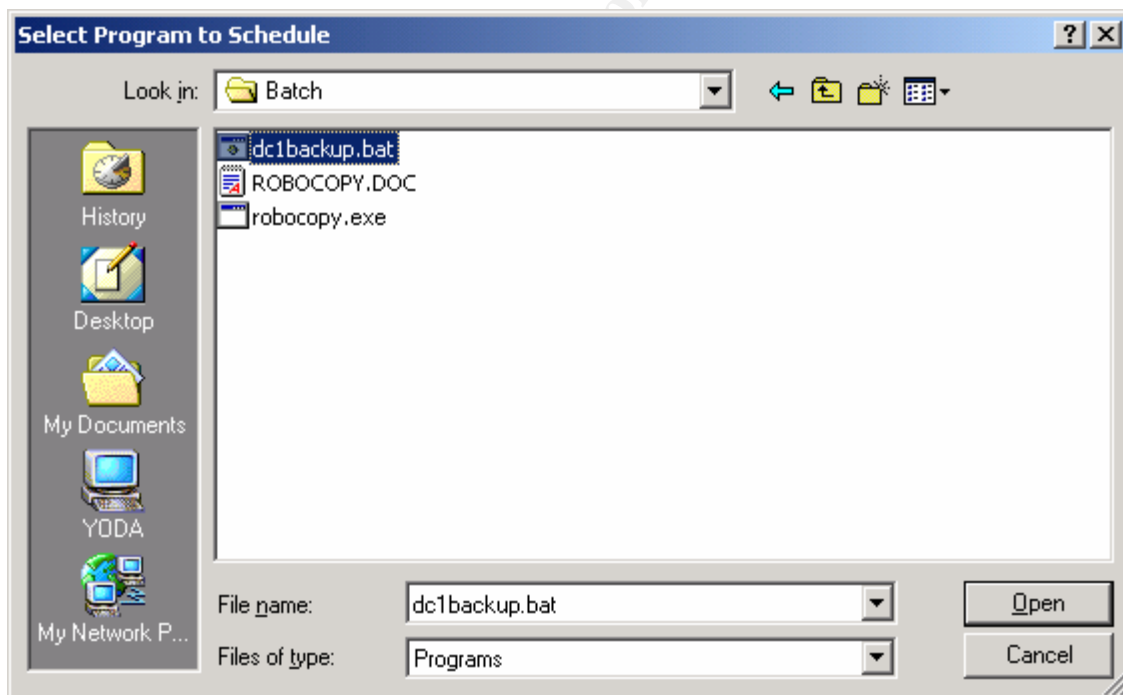 Select Program to Schedule
Look in: Batch
dc1backup.bat
ROBOCOPY.DOC
robocopy.exe
History
Desktop
My Documents
YODA
My Network P...
File name: dc1backup.bat
Open
Files of type: Programs
Cancel